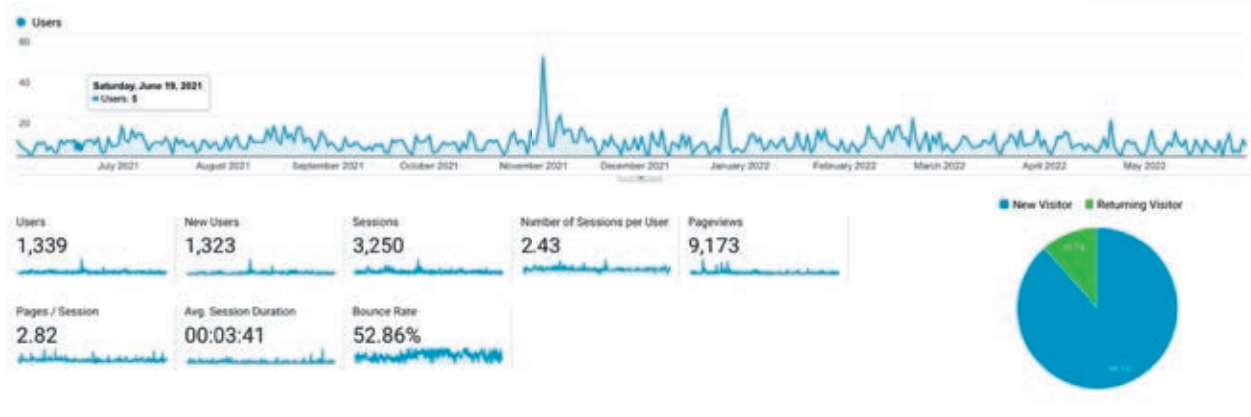 Users
60
40
Saturday, June 19, 2021
Users: 5
20
July 2021 August 2021 September 2021 October 2021 November 2021 December 2021 January 2022 February 2022 March 2022 April 2022 May 2022
New Visitor Returning Visitor
Users New Users Sessions Number of Sessions per User Pageviews
1,339 1,323 3,250 2.43 9,173
Pages / Session Avg. Session Duration Bounce Rate
2.82 00:03:41 52.86%